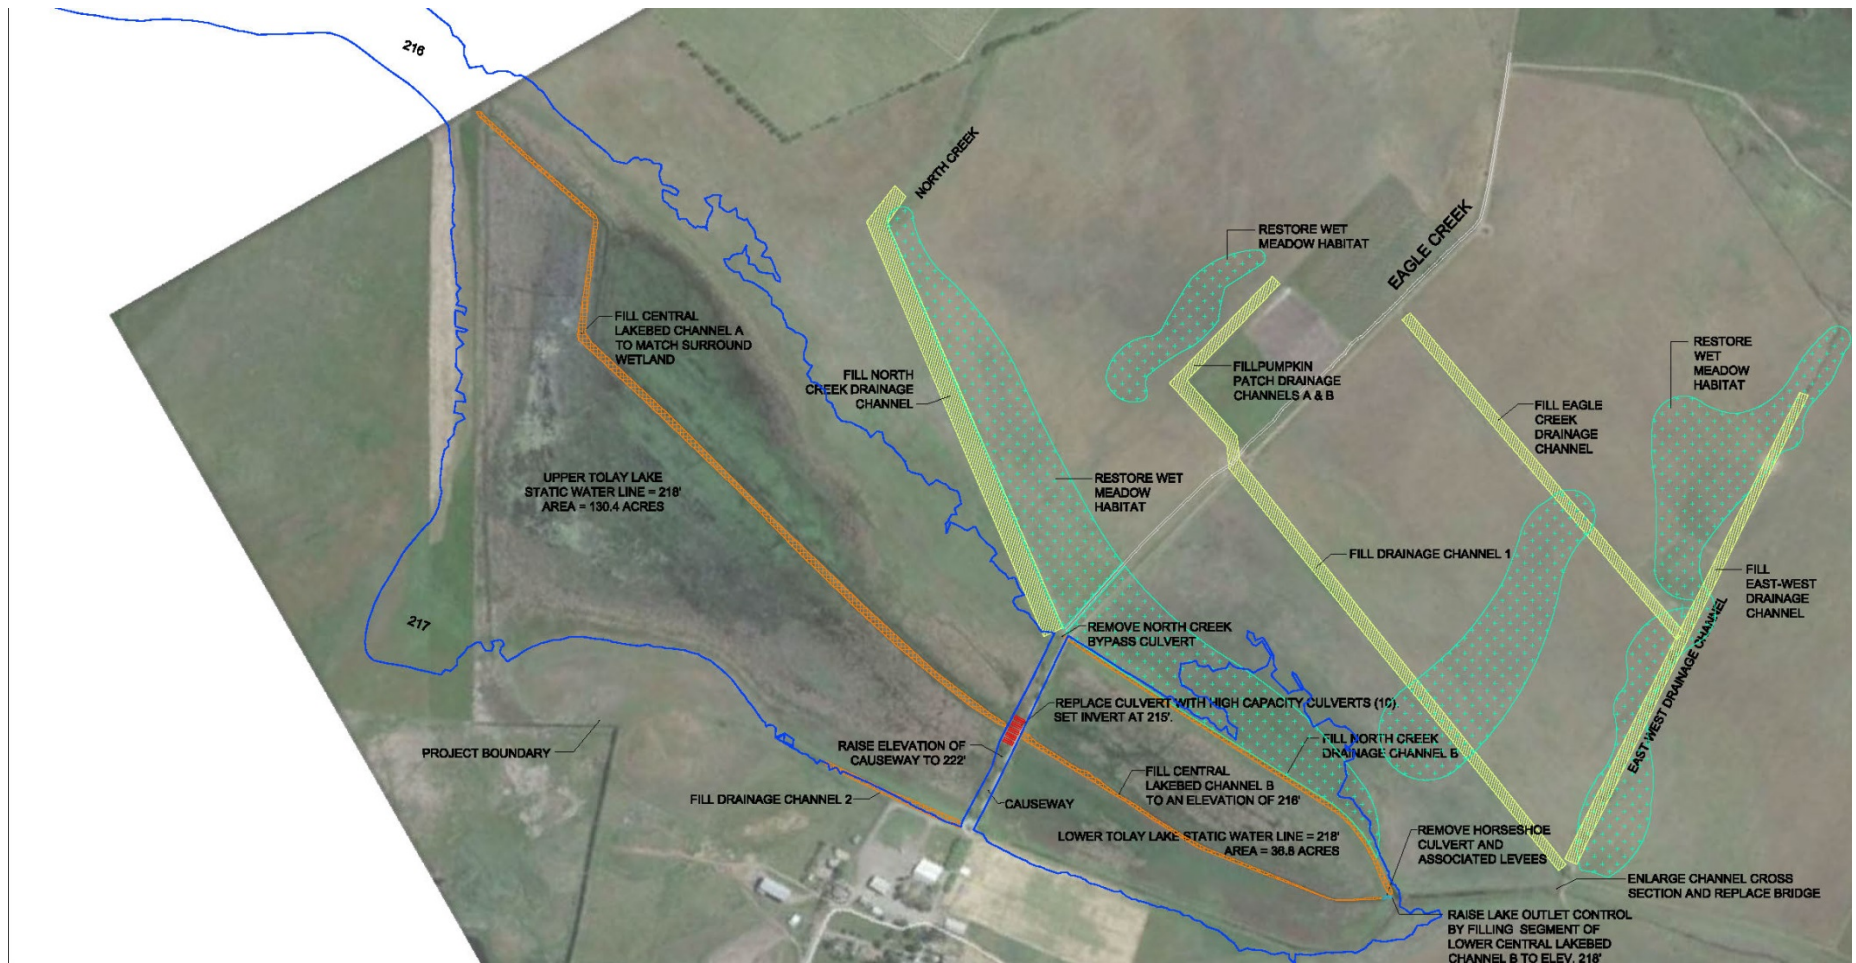 216
NORTH CREEK
EAGLE CREEK
RESTORE WET
MEADOW HABITAT
FILL CENTRAL
LAKEBED CHANNEL A
TO MATCH SURROUND
WETLAND
FILL NORTH
CREEK DRAINAGE
CHANNEL
FILLPUMPKIN
PATCH DRAINAGE
CHANNELS A & B
RESTORE
WET
MEADOW
HABITAT
FILL EAGLE
CREEK
DRAINAGE
CHANNEL
UPPER TOLAY LAKE
STATIC WATER LINE = 218'
AREA = 130.4 ACRES
RESTORE WET
MEADOW
HABITAT
FILL DRAINAGE CHANNEL 1
FILL
EAST-WEST
DRAINAGE
CHANNEL
217
REMOVE NORTH CREEK
BYPASS CULVERT
EAST WEST DRAINAGE CHANNEL
REPLACE CULVERT WITH HIGH CAPACITY CULVERTS (10).
SET INVERT AT 215'.
PROJECT BOUNDARY
RAISE ELEVATION OF
CAUSEWAY TO 222'
FILL NORTH CREEK
DRAINAGE CHANNEL B
FILL CENTRAL
LAKEBED CHANNEL B
TO AN ELEVATION OF 216'
FILL DRAINAGE CHANNEL 2
CAUSEWAY
LOWER TOLAY LAKE STATIC WATER LINE = 218'
AREA = 36.8 ACRES
REMOVE HORSESHOE
CULVERT AND
ASSOCIATED LEVEES
ENLARGE CHANNEL CROSS
SECTION AND REPLACE BRIDGE
RAISE LAKE OUTLET CONTROL
BY FILLING SEGMENT OF
LOWER CENTRAL LAKEBED
CHANNEL B TO ELEV. 218'